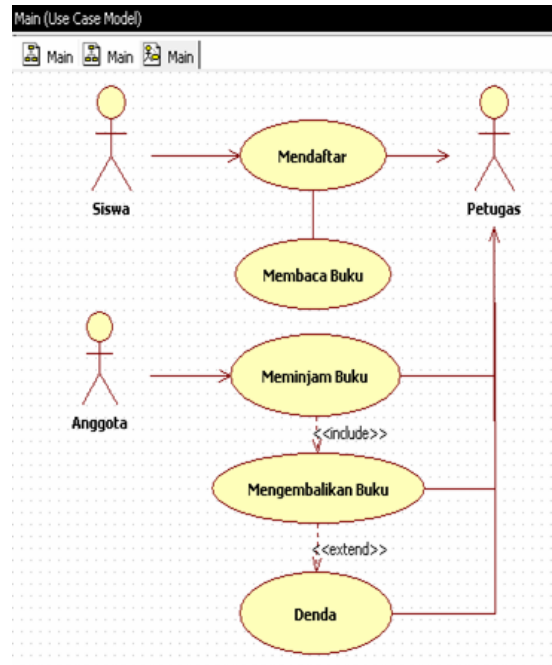 Main (Use Case Model)
Main Main Main
Mendaftar
Siswa
Petugas
Membaca Buku
Meminjam Buku
Anggota
<<include>>
Mengembalikan Buku
<<extend>>
Denda